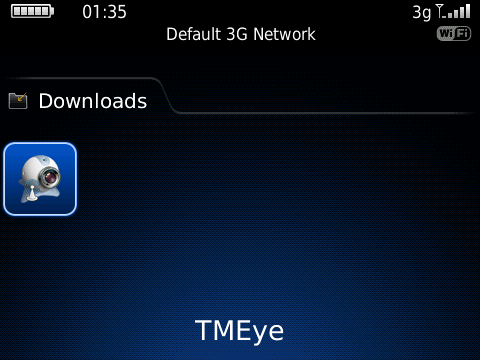 01:35
3g
Default 3G Network
WiFi
Downloads
TMEye